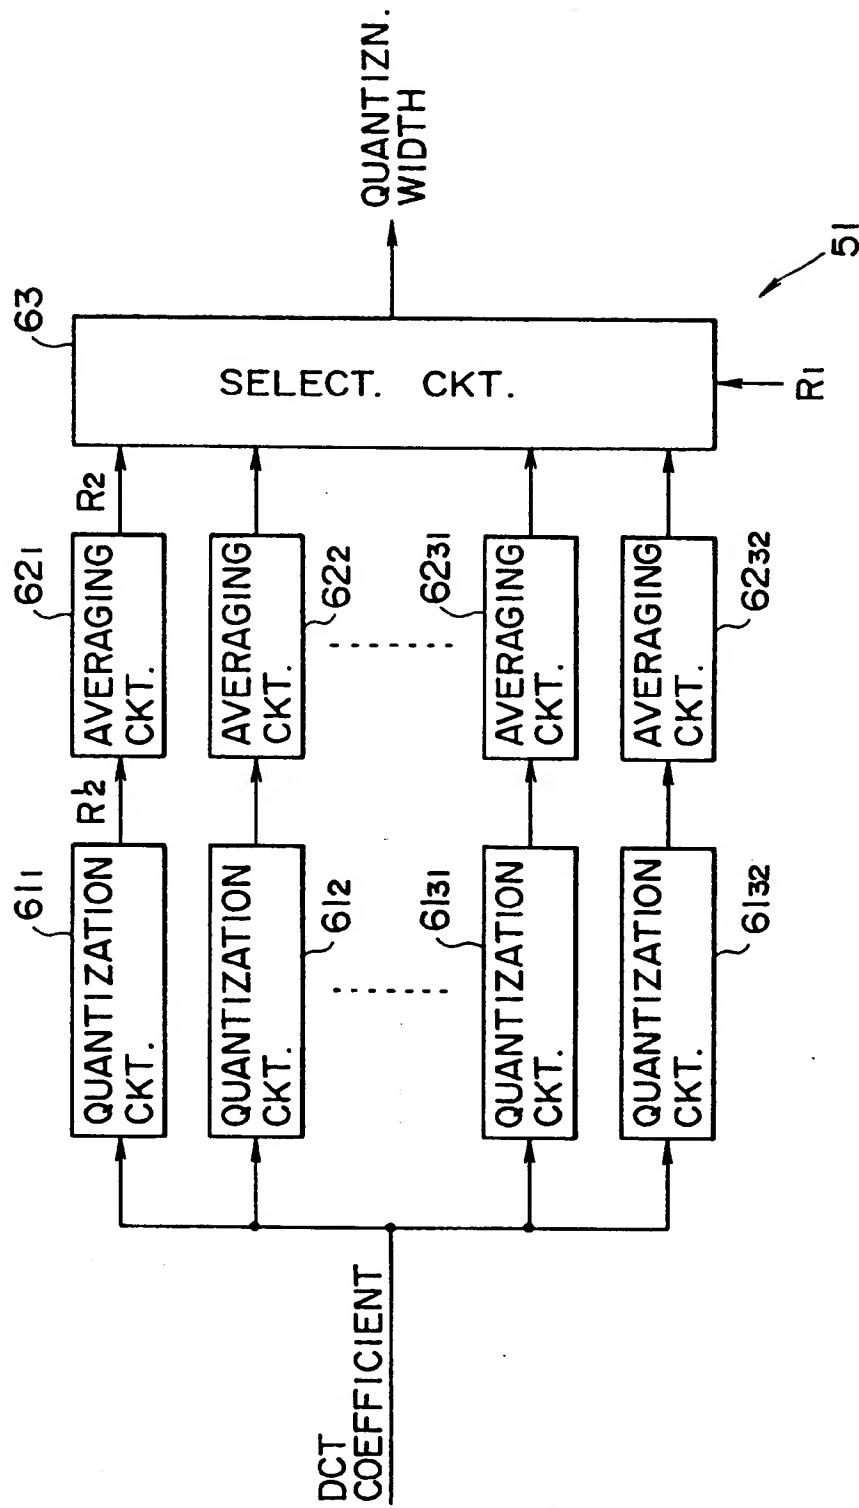 DCT
COEFFICIENT
611
QUANTIZATION
CKT.
R'2
621
AVERAGING
CKT.
R2
612
QUANTIZATION
CKT.
622
AVERAGING
CKT.
6131
QUANTIZATION
CKT.
6231
AVERAGING
CKT.
6132
QUANTIZATION
CKT.
6232
AVERAGING
CKT.
63
SELECT. CKT.
R1
QUANTIZN.
WIDTH
51